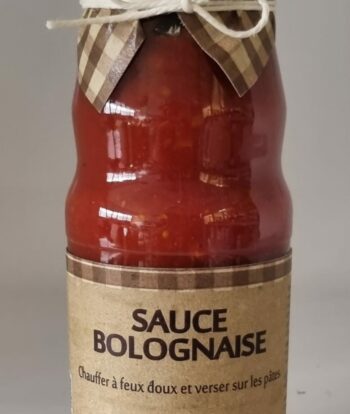 SAUCE
BOLOGNAISE
Chauffer à feux doux et verser sur les pâtes